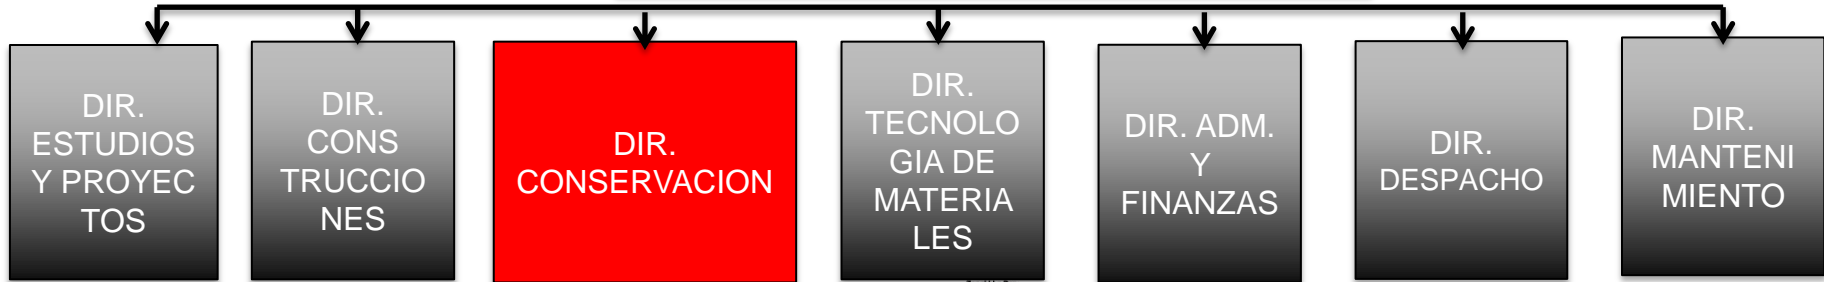 DIR.
ESTUDIOS
Y PROYEC
TOS
DIR.
CONS
TRUCCIO
NES
DIR.
CONSERVACION
DIR.
TECNOLO
GIA DE
MATERIA
LES
DIR. ADM.
Y
FINANZAS
DIR.
DESPACHO
DIR.
MANTENI
MIENTO